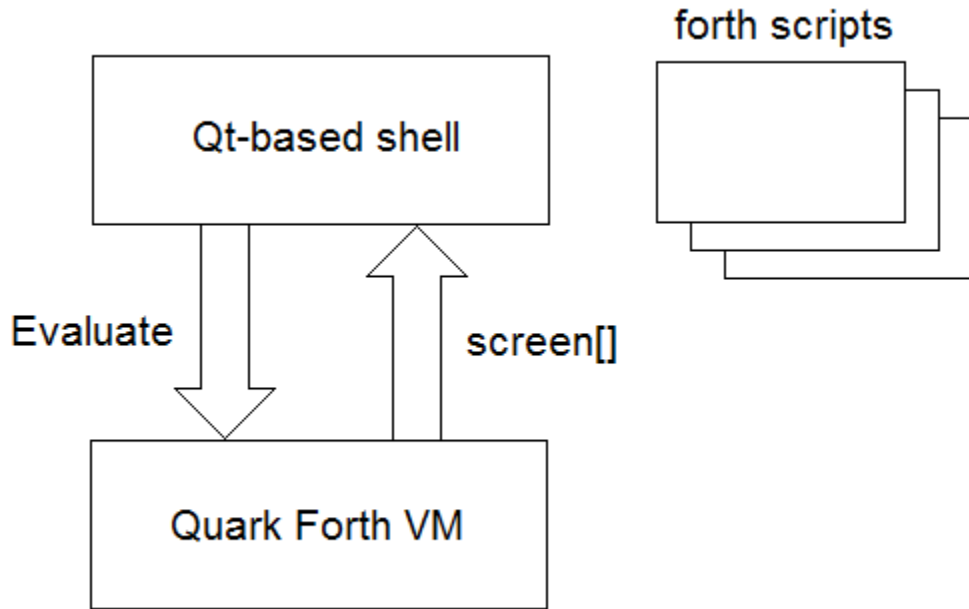 forth scripts
Qt-based shell
Evaluate
screen[]
Quark Forth VM